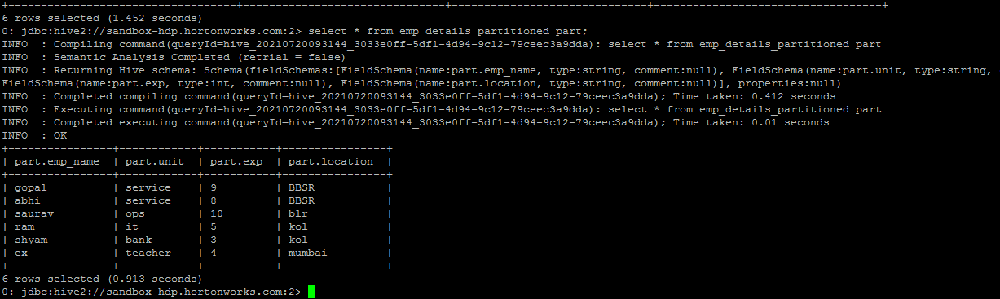 +-----------------------------------+-------------------------------+------------------------------+-----------------------------------+
6 rows selected (1.452 seconds)
0: jdbc:hive2://sandbox-hdp.hortonworks.com:2> select * from emp_details_partitioned part;
INFO  : Compiling command(queryId=hive_20210720093144_3033e0ff-5df1-4d94-9c12-79ceec3a9dda): select * from emp_details_partitioned part
INFO  : Semantic Analysis Completed (retrial = false)
INFO  : Returning Hive schema: Schema(fieldSchemas:[FieldSchema(name:part.emp_name, type:string, comment:null), FieldSchema(name:part.unit, type:string,
FieldSchema(name:part.exp, type:int, comment:null), FieldSchema(name:part.location, type:string, comment:null)], properties:null)
INFO  : Completed compiling command(queryId=hive_20210720093144_3033e0ff-5df1-4d94-9c12-79ceec3a9dda); Time taken: 0.412 seconds
INFO  : Executing command(queryId=hive_20210720093144_3033e0ff-5df1-4d94-9c12-79ceec3a9dda): select * from emp_details_partitioned part
INFO  : Completed executing command(queryId=hive_20210720093144_3033e0ff-5df1-4d94-9c12-79ceec3a9dda); Time taken: 0.01 seconds
INFO  : OK
+----------------+------------+-----------+----------------+
| part.emp_name  | part.unit  | part.exp  | part.location  |
+----------------+------------+-----------+----------------+
| gopal          | service    | 9         | BBSR           |
| abhi           | service    | 8         | BBSR           |
| saurav         | ops        | 10        | blr            |
| ram            | it         | 5         | kol            |
| shyam          | bank       | 3         | kol            |
| ex             | teacher    | 4         | mumbai         |
+----------------+------------+-----------+----------------+
6 rows selected (0.913 seconds)
0: jdbc:hive2://sandbox-hdp.hortonworks.com:2>